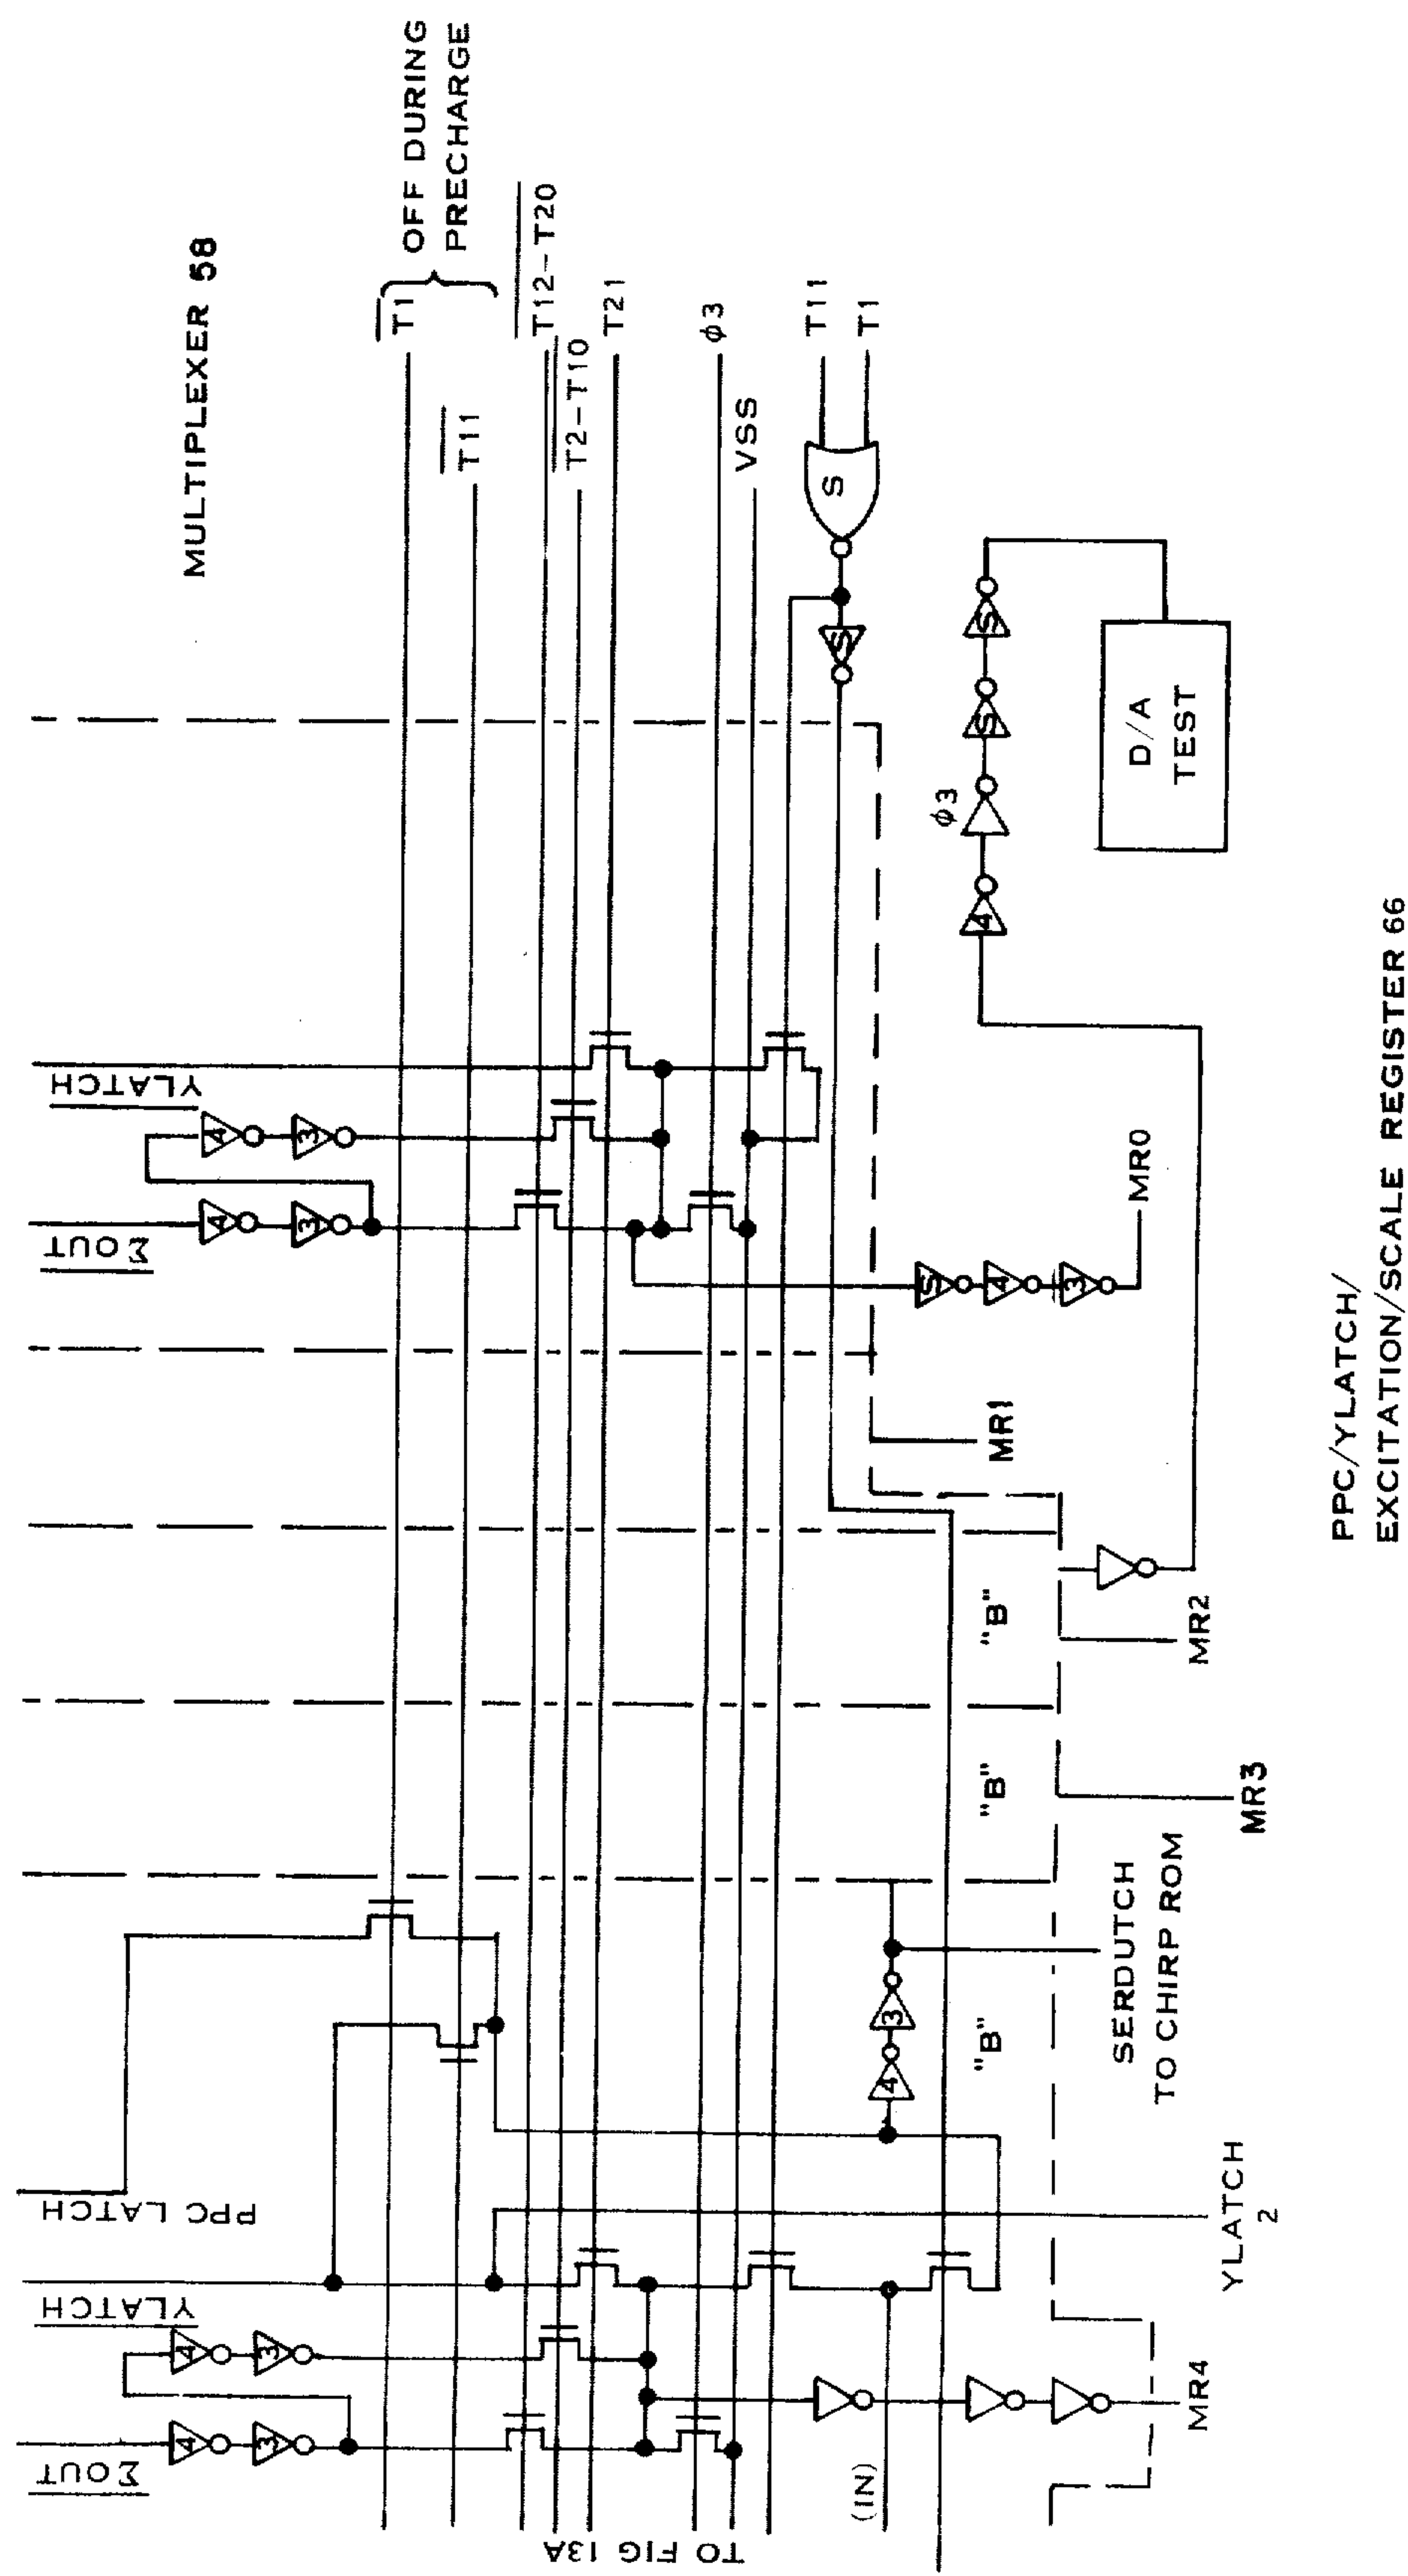 MULTIPLEXER 58
OFF DURING
PRECHARGE
T1
T11
T12-T20
T2-T10
T21
ϕ3
VSS
T11
T1
S
S
YLATCH
4
3
ΣOUT
4
3
S
4
3
MR0
MR1
4
ϕ3
S
S
D/A
TEST
"B"
MR2
"B"
MR3
"B"
4
3
SERDUTCH
TO CHIRP ROM
PPC LATCH
YLATCH
4
3
ΣOUT
4
3
YLATCH
2
(IN)
MR4
TO FIG 13A
PPC/YLATCH/
EXCITATION/SCALE REGISTER 66